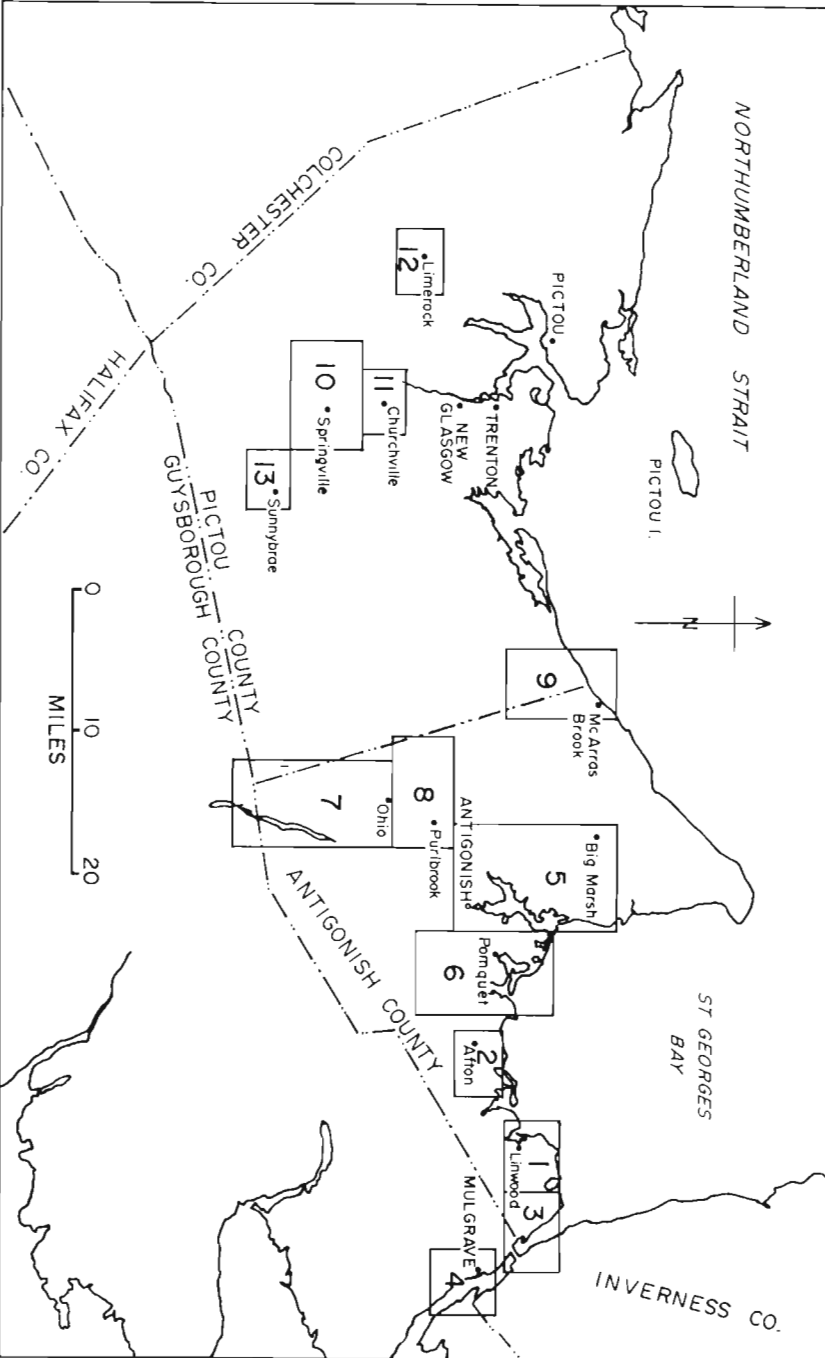 NORTHUMBERLAND STRAIT
PICTOU I.
N
ST GEORGES
BAY
INVERNESS CO.
COLCHESTER
CO.
HALIFAX
CO.
PICTOU
TRENTON
NEW
GLASGOW
12
Limerock
11
Churchville
10
Springville
13
Sunnybrae
9
McArras
Brook
5
Big Marsh
ANTIGONISH
8
Purlbrook
7
Ohio
6
Pomquet
2
Afton
1
Linwood
3
MULGRAVE
4
PICTOU COUNTY
GUYSBOROUGH COUNTY
ANTIGONISH COUNTY
0 10 20
MILES